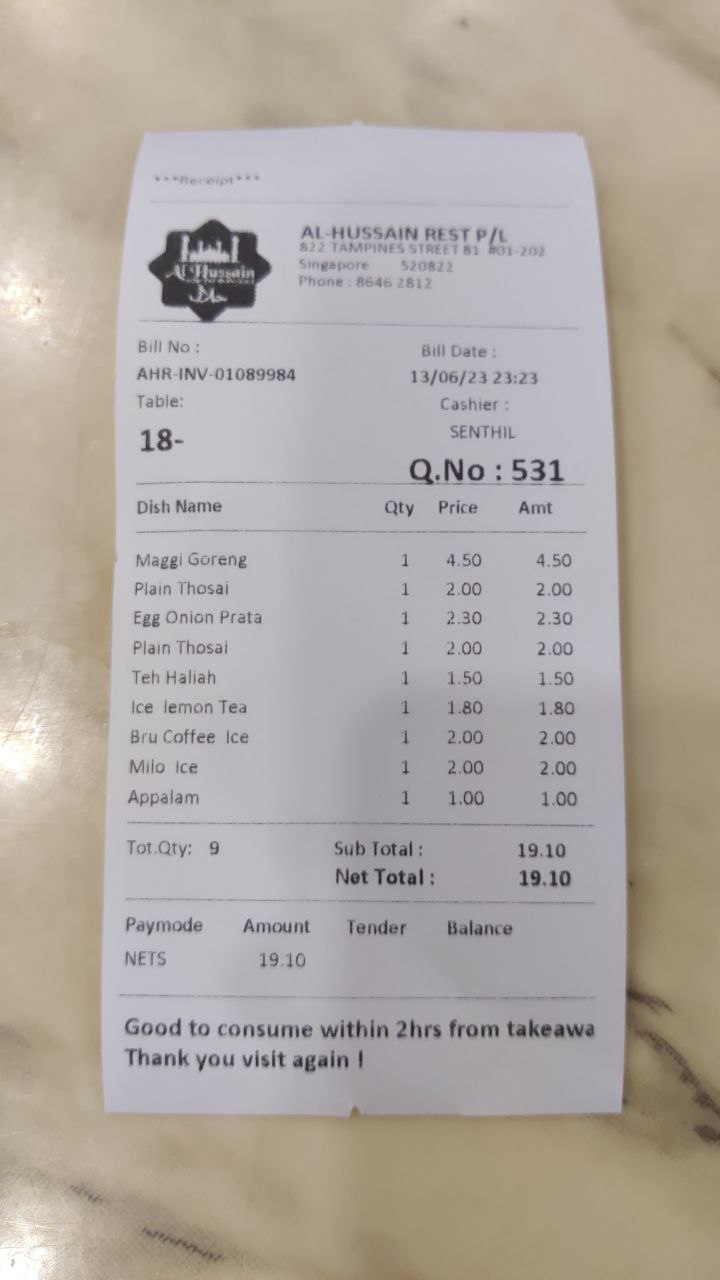 ***Receipt***
Al-Hussain
AL-HUSSAIN REST P/L
822 TAMPINES STREET 81 #01-202
Singapore 520822
Phone : 8646 2812
Bill No : Bill Date :
AHR-INV-01089984 13/06/23 23:23
Table: Cashier :
18- SENTHIL
Q.No : 531
Dish Name Qty Price Amt
Maggi Goreng 1 4.50 4.50
Plain Thosai 1 2.00 2.00
Egg Onion Prata 1 2.30 2.30
Plain Thosai 1 2.00 2.00
Teh Haliah 1 1.50 1.50
Ice lemon Tea 1 1.80 1.80
Bru Coffee Ice 1 2.00 2.00
Milo Ice 1 2.00 2.00
Appalam 1 1.00 1.00
Tot.Qty: 9 Sub Total : 19.10
Net Total : 19.10
Paymode Amount Tender Balance
NETS 19.10
Good to consume within 2hrs from takeawa
Thank you visit again !